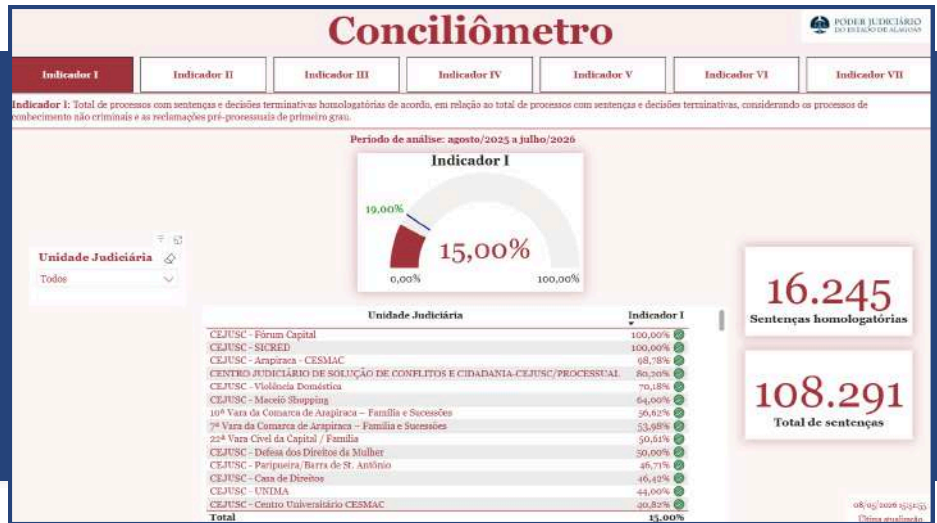 Conciliômetro
PODER JUDICIÁRIO
DO ESTADO DE ALAGOAS
Indicador I
Indicador II
Indicador III
Indicador IV
Indicador V
Indicador VI
Indicador VII
Indicador I: Total de processos com sentenças e decisões terminativas homologatórias de acordo, em relação ao total de processos com sentenças e decisões terminativas, considerando os processos de
conhecimento não criminais e as reclamações pré-processuais de primeiro grau.
Período de análise: agosto/2025 a julho/2026
Indicador I
19,00%
15,00%
0,00%
100,00%
Unidade Judiciária
Todos
16.245
Sentenças homologatórias
108.291
Total de sentenças
Unidade Judiciária Indicador I
CEJUSC - Fórum Capital 100,00%
CEJUSC - SICRED 100,00%
CEJUSC - Arapiraca - CESMAC 98,78%
CENTRO JUDICIÁRIO DE SOLUÇÃO DE CONFLITOS E CIDADANIA-CEJUSC/PROCESSUAL 80,20%
CEJUSC - Violência Doméstica 70,18%
CEJUSC - Maceió Shopping 64,00%
10ª Vara da Comarca de Arapiraca – Família e Sucessões 56,62%
7ª Vara da Comarca de Arapiraca – Família e Sucessões 53,98%
22ª Vara Cível da Capital / Família 50,61%
CEJUSC - Defesa dos Direitos da Mulher 50,00%
CEJUSC - Paripueira/Barra de St. Antônio 46,71%
CEJUSC - Casa de Direitos 46,42%
CEJUSC - UNIMA 44,00%
CEJUSC - Centro Universitário CESMAC 40,82%
Total 15,00%
Última atualização